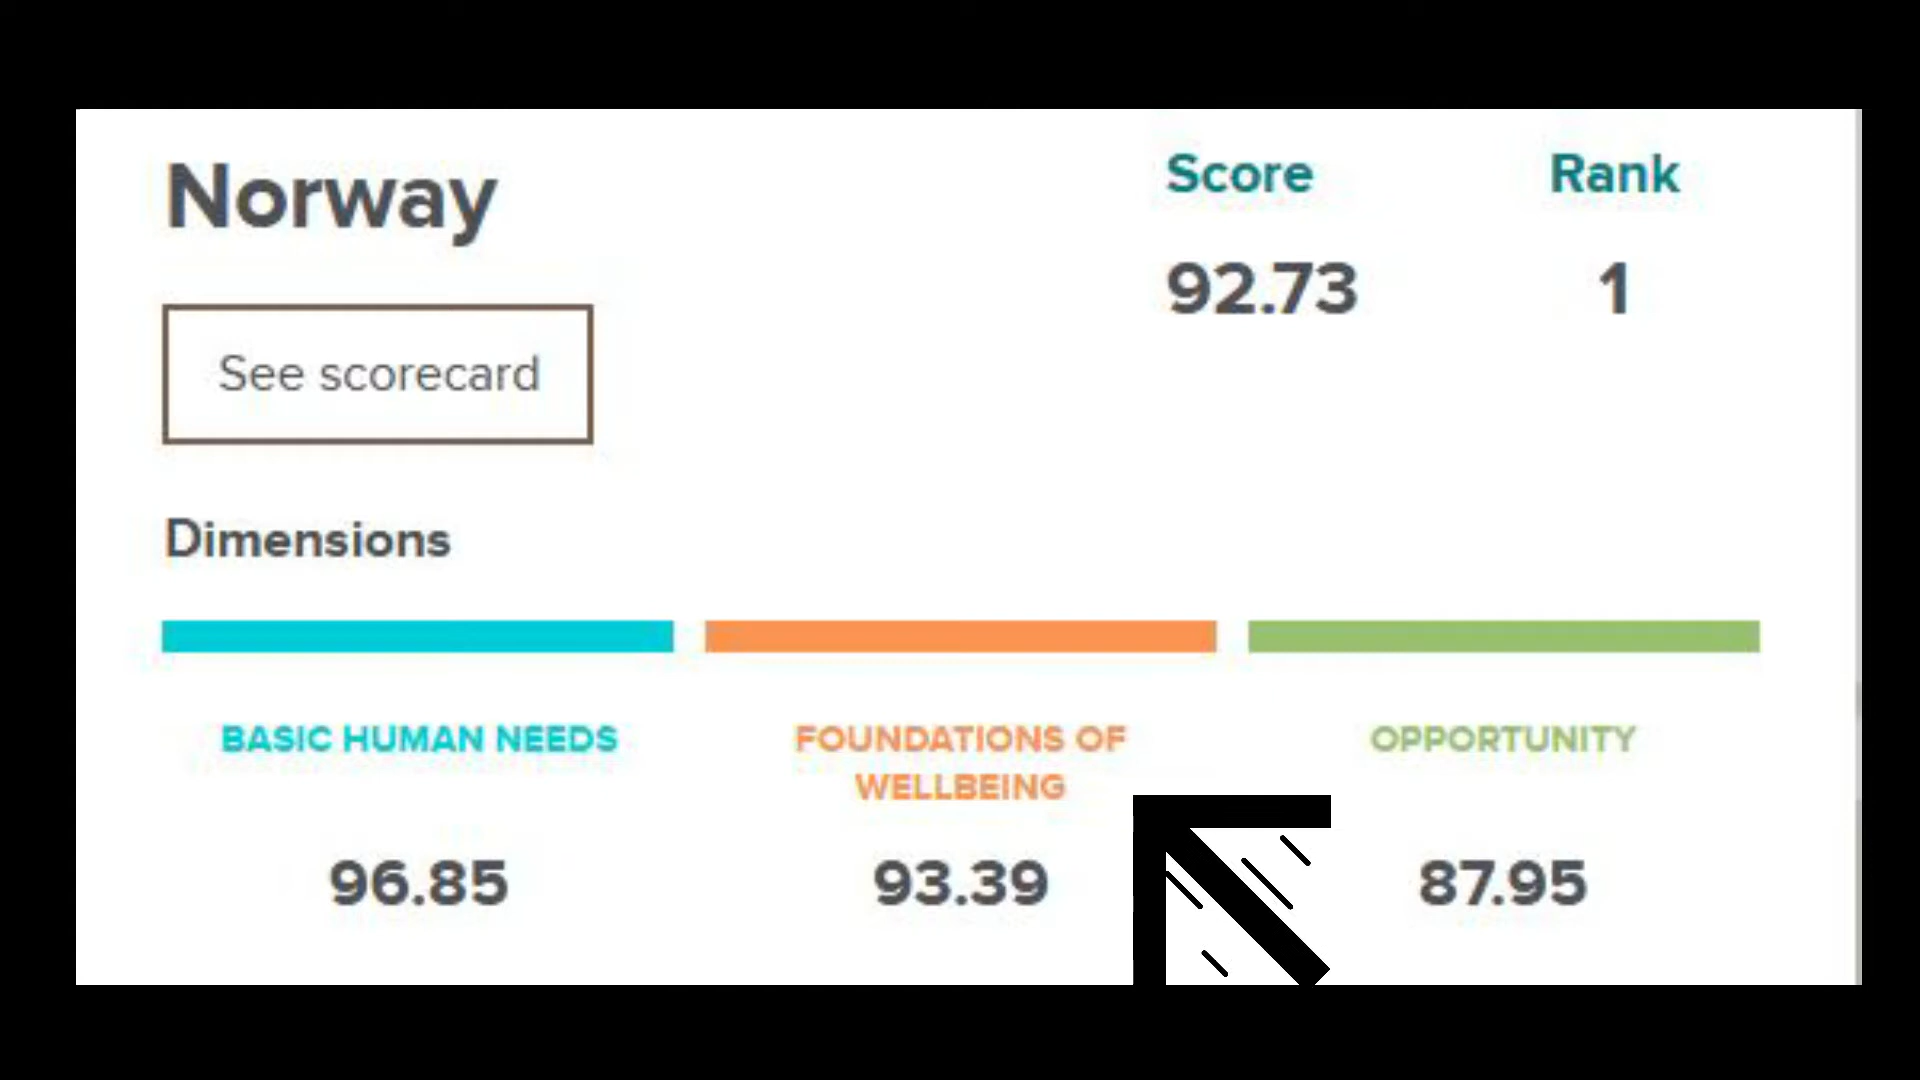 Norway
Score
Rank
92.73
1
See scorecard
Dimensions
BASIC HUMAN NEEDS
FOUNDATIONS OF
WELLBEING
OPPORTUNITY
96.85
93.39
87.95